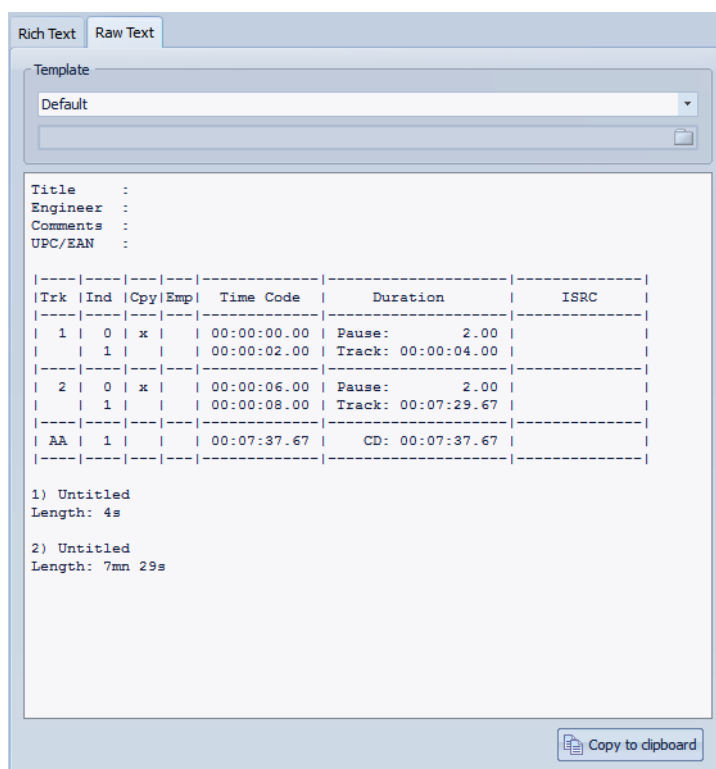 Rich Text Raw Text
Template
Default
Title      :
Engineer   :
Comments   :
UPC/EAN    :
|----|----|---|---|-------------|--------------------|--------------|
|Trk |Ind |Cpy|Emp|  Time Code  |     Duration       |     ISRC     |
|----|----|---|---|-------------|--------------------|--------------|
|  1 |  0 | x |   | 00:00:00.00 | Pause:        2.00 |              |
|    |  1 |   |   | 00:00:02.00 | Track: 00:00:04.00 |              |
|----|----|---|---|-------------|--------------------|--------------|
|  2 |  0 | x |   | 00:00:06.00 | Pause:        2.00 |              |
|    |  1 |   |   | 00:00:08.00 | Track: 00:07:29.67 |              |
|----|----|---|---|-------------|--------------------|--------------|
| AA |  1 |   |   | 00:07:37.67 |    CD: 00:07:37.67 |              |
|----|----|---|---|-------------|--------------------|--------------|
1) Untitled
Length: 4s
2) Untitled
Length: 7mn 29s
Copy to clipboard